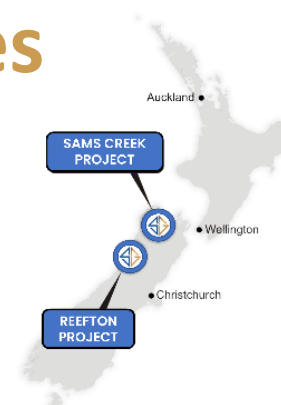 es
Auckland
SAMS CREEK
PROJECT
Wellington
Christchurch
REEFTON
PROJECT